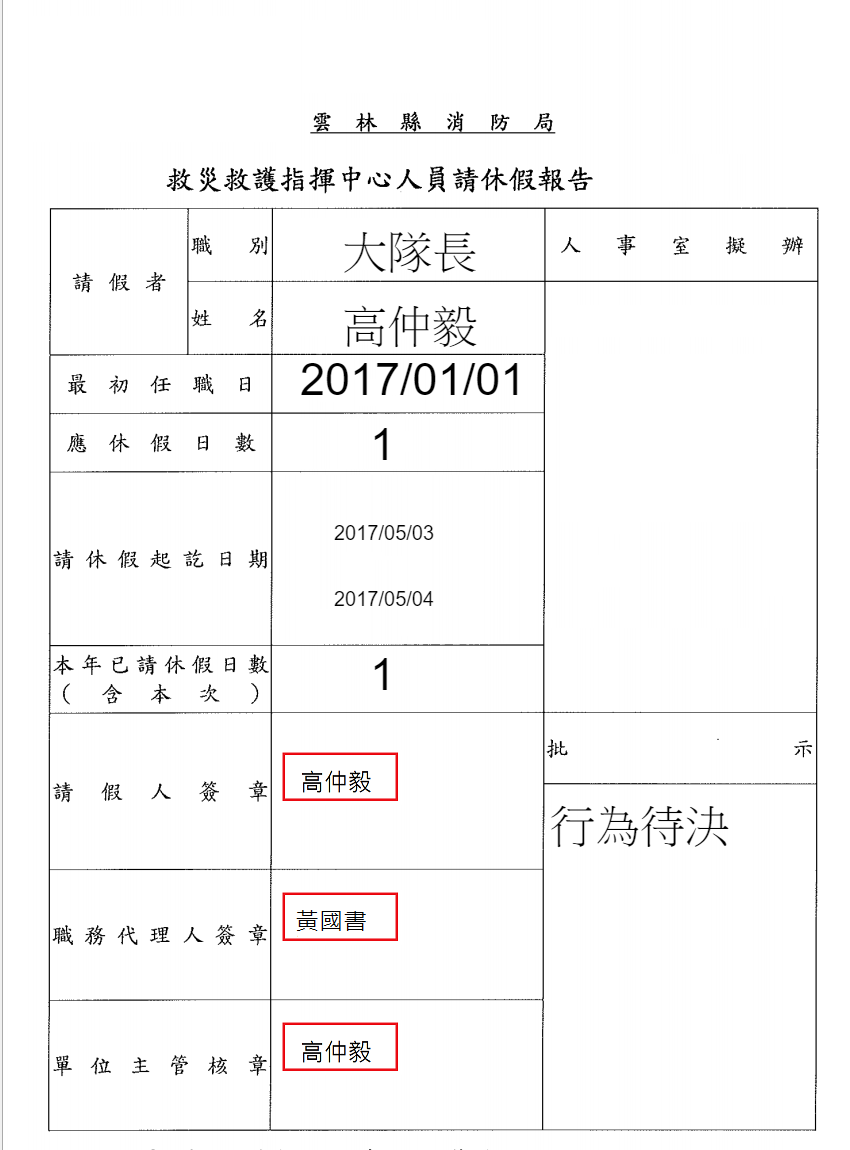 雲林縣消防局
救災救護指揮中心人員請休假報告
請假者
職別
大隊長
人事室擬辦
姓名
高仲毅
最初任職日
2017/01/01
應休假日數
1
請休假起訖日期
2017/05/03
2017/05/04
本年已請休假日數
(含本次)
1
請假人簽章
高仲毅
批示
行為待決
職務代理人簽章
黃國書
單位主管核章
高仲毅